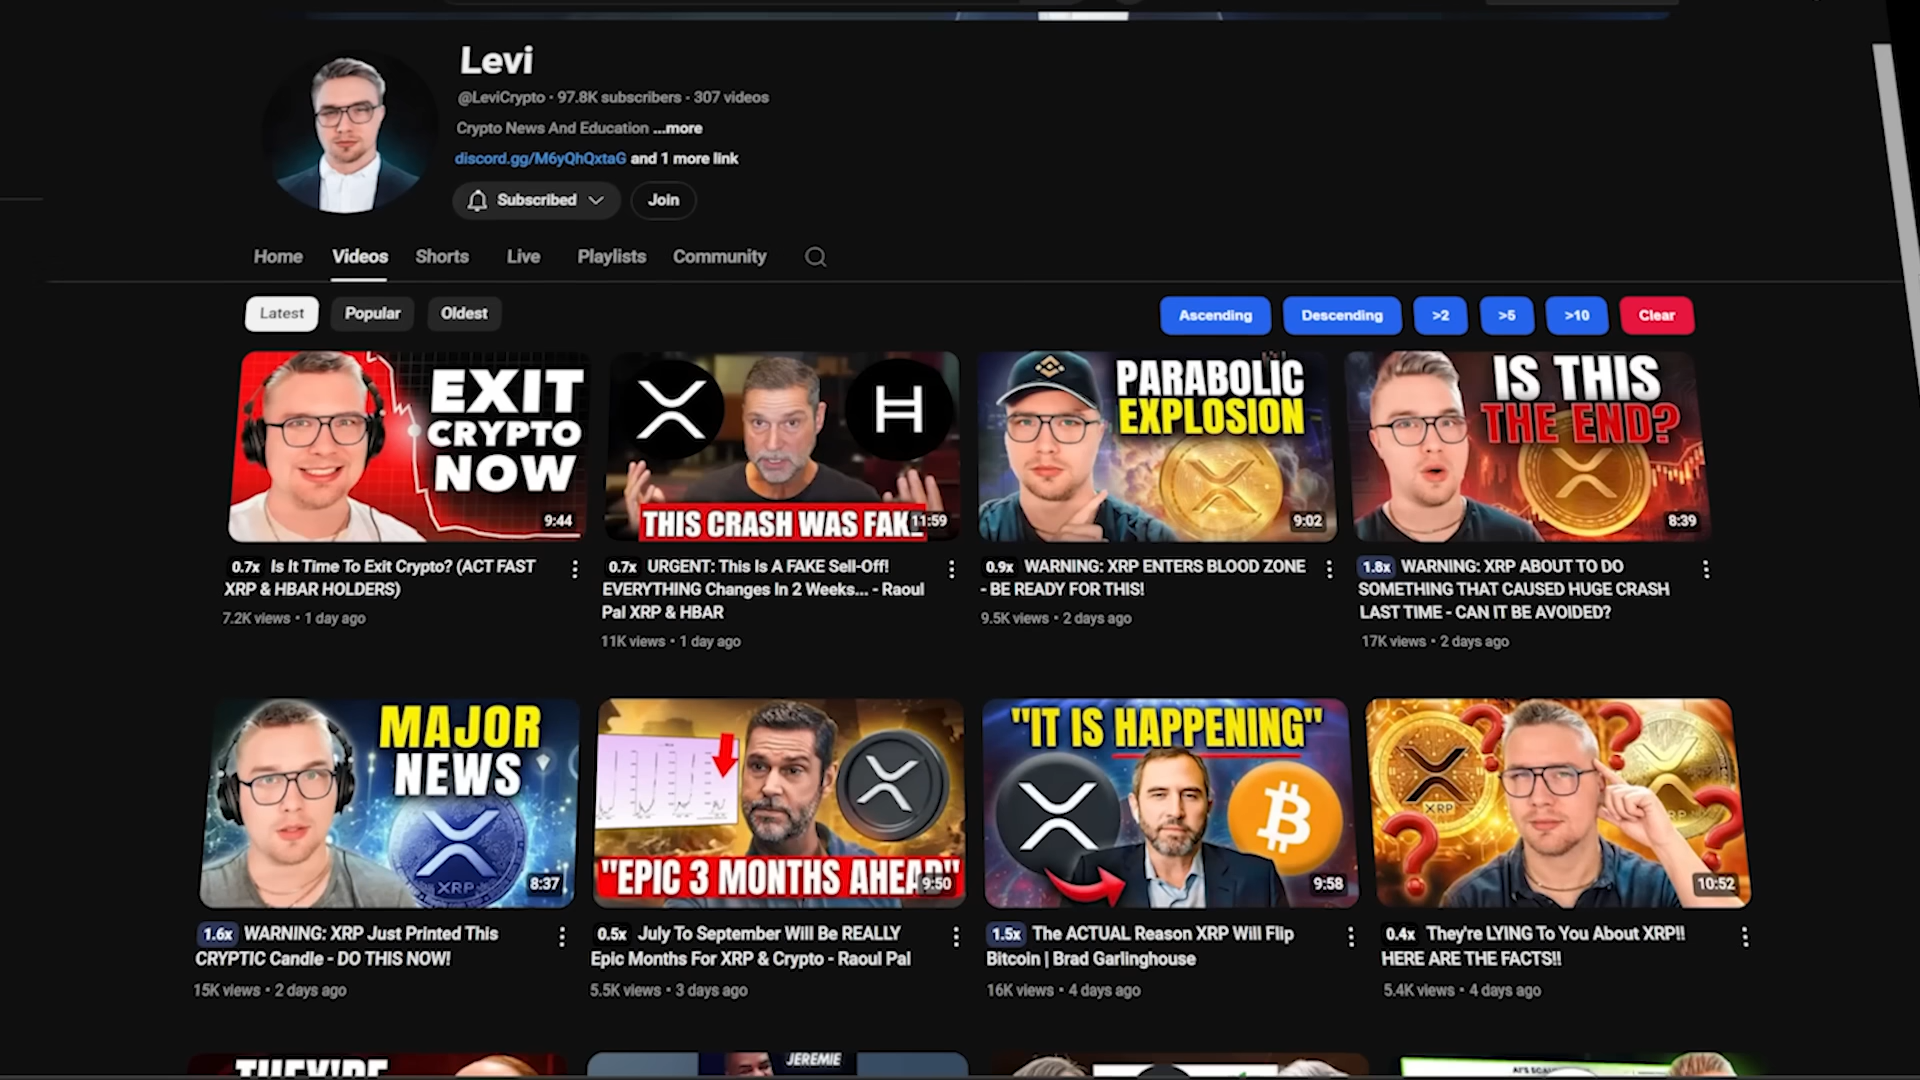 Levi
@LeviCrypto · 97.8K subscribers · 307 videos
Crypto News And Education ...more
discord.gg/M6yQhQxtaG and 1 more link
Subscribed
Join
Home
Videos
Shorts
Live
Playlists
Community
Latest
Popular
Oldest
Ascending
Descending
>2
>5
>10
Clear
EXIT
CRYPTO
NOW
9:44
0.7x Is It Time To Exit Crypto? (ACT FAST
XRP & HBAR HOLDERS)
7.2K views • 1 day ago
THIS CRASH WAS FAK
11:59
0.7x URGENT: This Is A FAKE Sell-Off!
EVERYTHING Changes In 2 Weeks... - Raoul
Pal XRP & HBAR
11K views • 1 day ago
PARABOLIC
EXPLOSION
9:02
0.9x WARNING: XRP ENTERS BLOOD ZONE
- BE READY FOR THIS!
9.5K views • 2 days ago
IS THIS
THE END?
8:39
1.8x WARNING: XRP ABOUT TO DO
SOMETHING THAT CAUSED HUGE CRASH
LAST TIME - CAN IT BE AVOIDED?
17K views • 2 days ago
MAJOR
NEWS
XRP
8:37
1.6x WARNING: XRP Just Printed This
CRYPTIC Candle - DO THIS NOW!
15K views • 2 days ago
"EPIC 3 MONTHS AHEAD"
9:50
0.5x July To September Will Be REALLY
Epic Months For XRP & Crypto - Raoul Pal
5.5K views • 3 days ago
"IT IS HAPPENING"
9:58
1.5x The ACTUAL Reason XRP Will Flip
Bitcoin | Brad Garlinghouse
16K views • 4 days ago
XRP
10:52
0.4x They're LYING To You About XRP!!
HERE ARE THE FACTS!!
5.4K views • 4 days ago
THEY'RE
JEREMIE